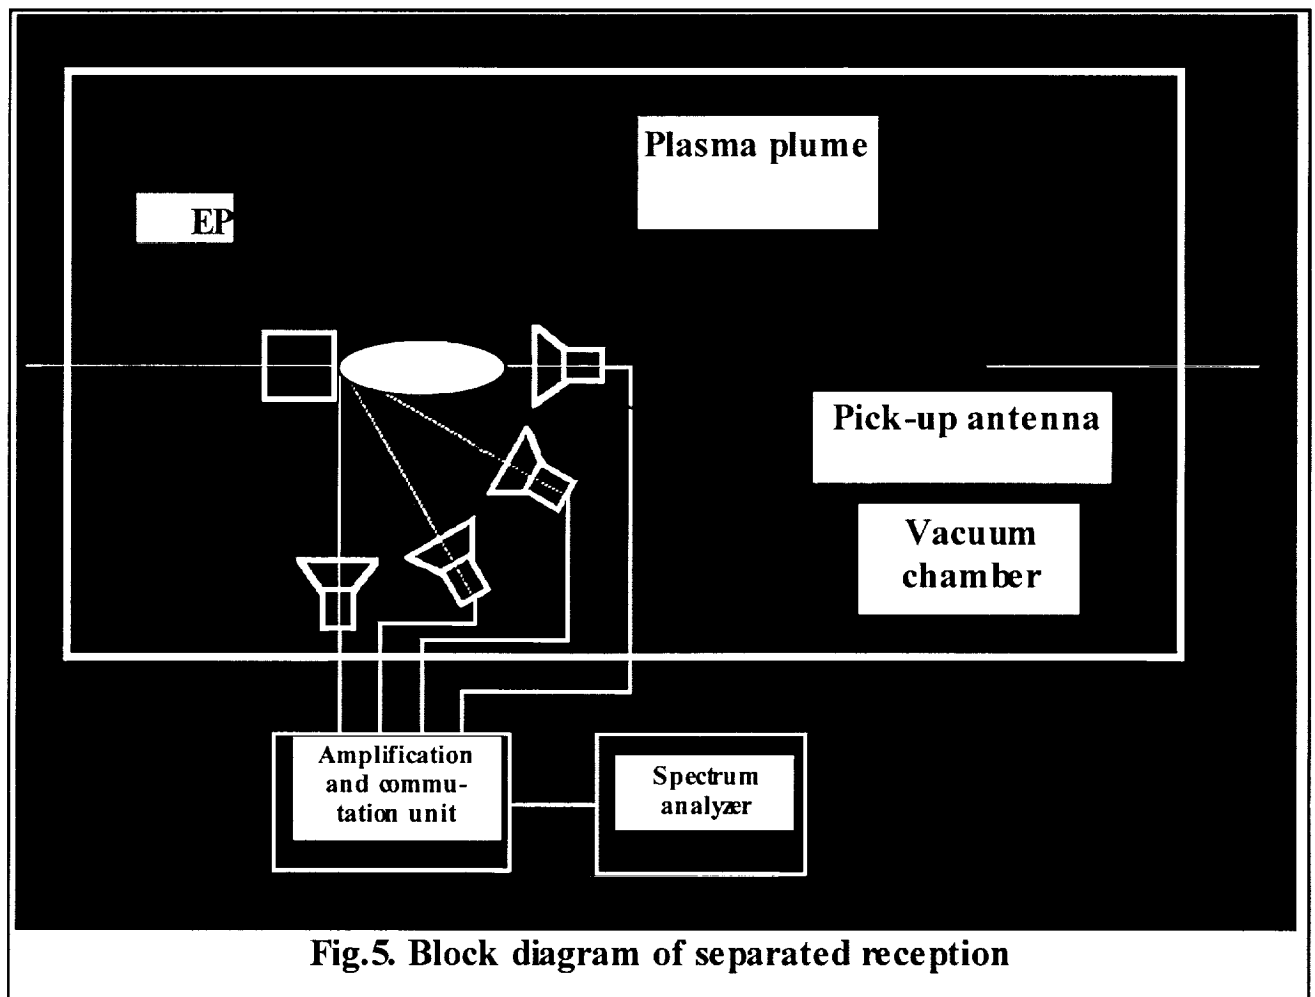 Plasma plume
EP
Pick-up antenna
Vacuum
chamber
Amplification
and commu-
tation unit
Spectrum
analyzer
Fig.5. Block diagram of separated reception